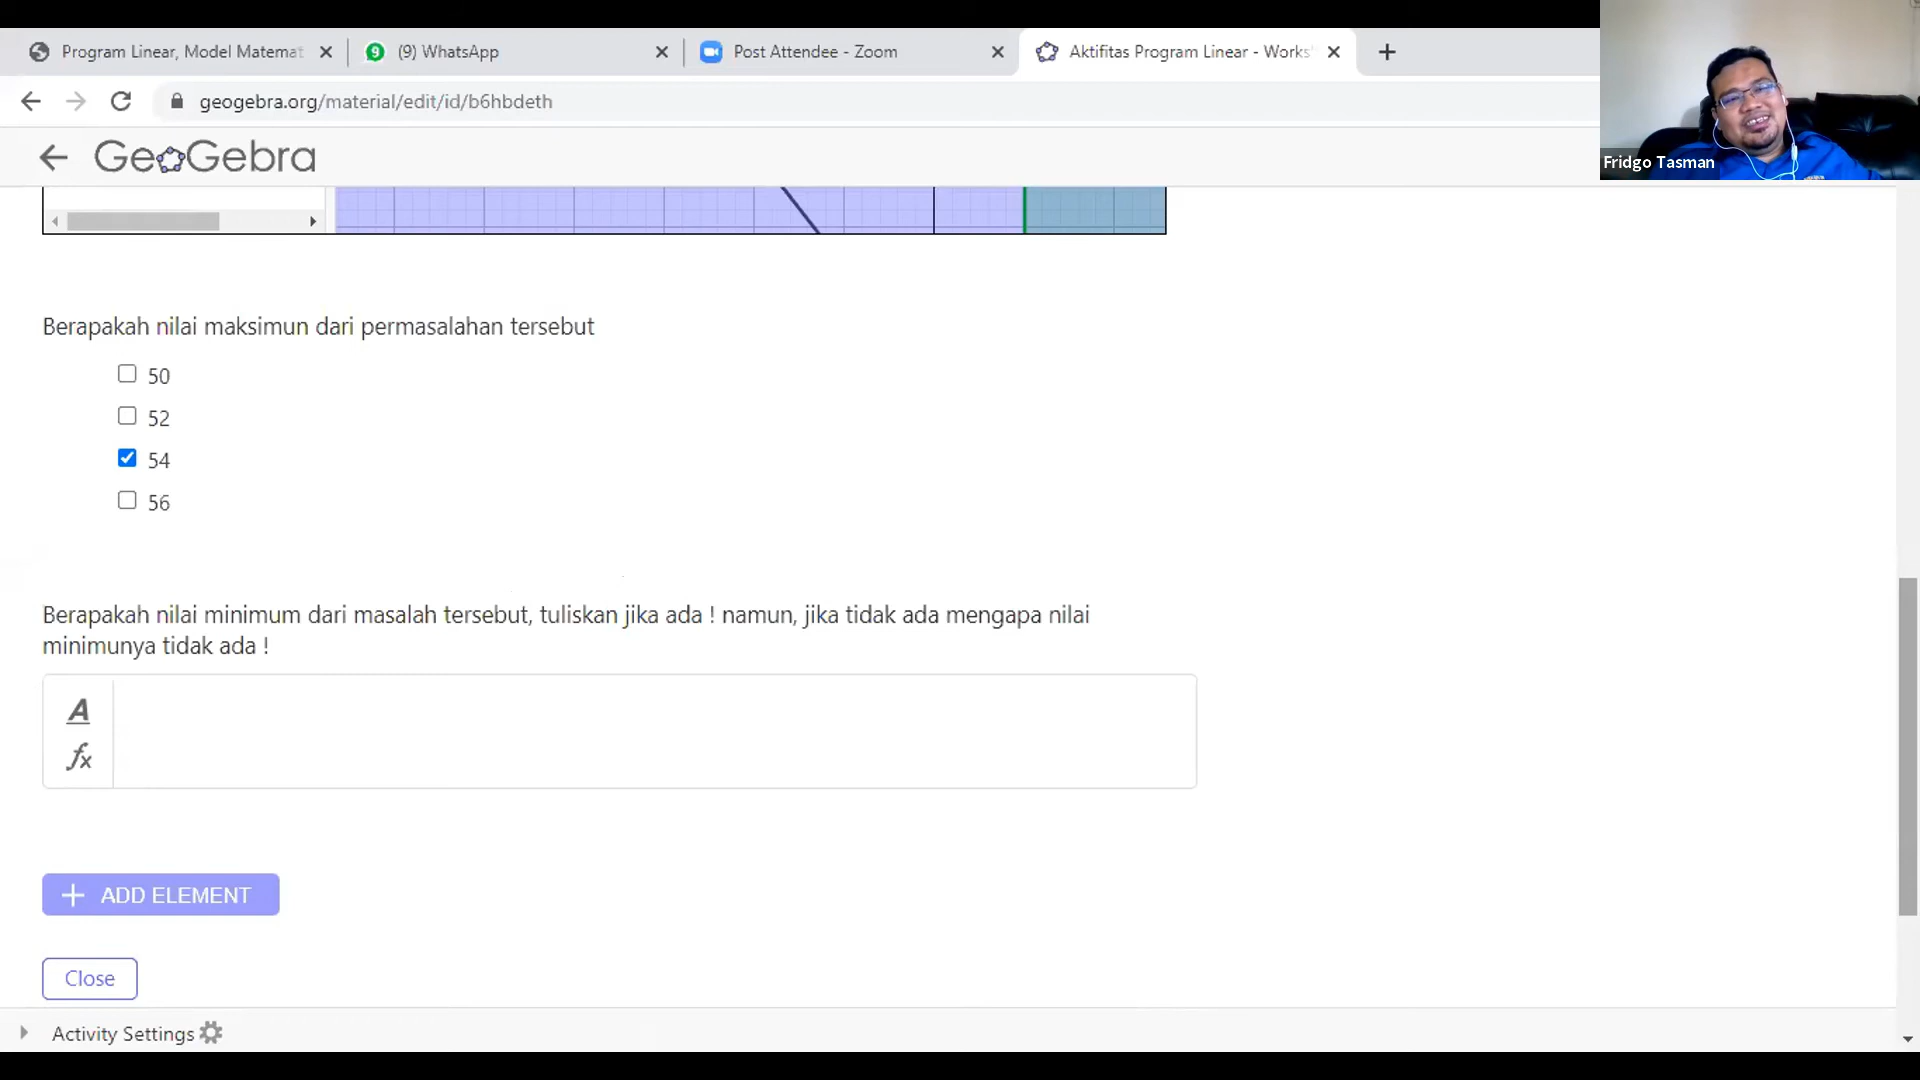 Program Linear, Model Matemat
(9) WhatsApp
Post Attendee - Zoom
Aktifitas Program Linear - Works
geogebra.org/material/edit/id/b6hbdeth
Fridgo Tasman
GeoGebra
Berapakah nilai maksimun dari permasalahan tersebut
50
52
54
56
Berapakah nilai minimum dari masalah tersebut, tuliskan jika ada ! namun, jika tidak ada mengapa nilai
minimunya tidak ada !
A
fx
+ ADD ELEMENT
Close
Activity Settings